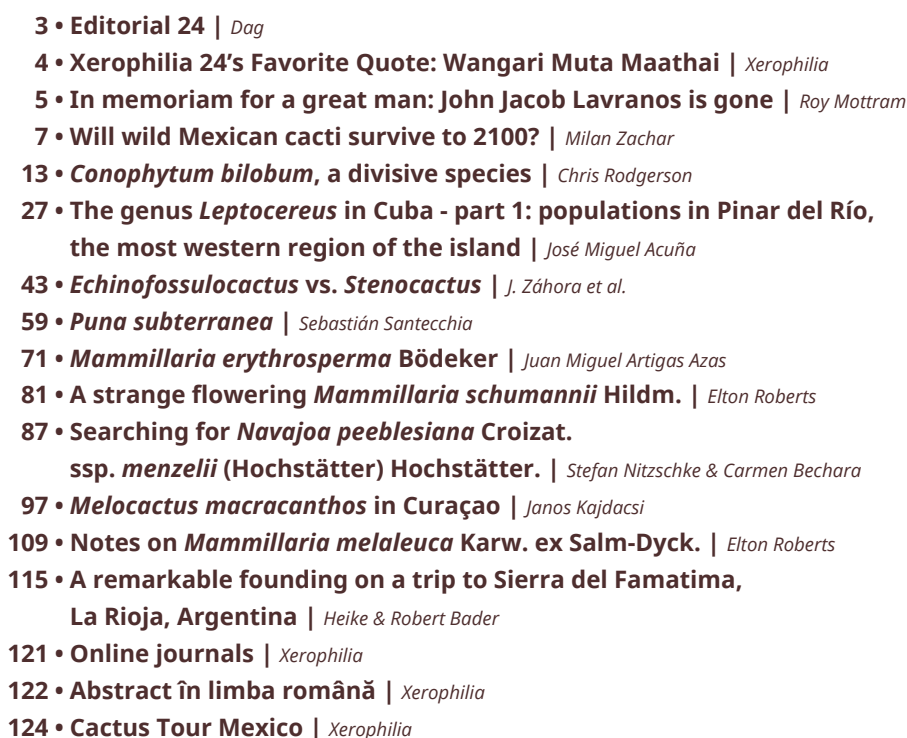 3 • Editorial 24 | Dag
4 • Xerophilia 24’s Favorite Quote: Wangari Muta Maathai | Xerophilia
5 • In memoriam for a great man: John Jacob Lavranos is gone | Roy Mottram
7 • Will wild Mexican cacti survive to 2100? | Milan Zachar
13 • Conophytum bilobum, a divisive species | Chris Rodgerson
27 • The genus Leptocereus in Cuba - part 1: populations in Pinar del Río,
the most western region of the island | José Miguel Acuña
43 • Echinofossulocactus vs. Stenocactus | J. Záhora et al.
59 • Puna subterranea | Sebastián Santecchia
71 • Mammillaria erythrosperma Bödeker | Juan Miguel Artigas Azas
81 • A strange flowering Mammillaria schumannii Hildm. | Elton Roberts
87 • Searching for Navajoa peeblesiana Croizat.
ssp. menzelii (Hochstätter) Hochstätter. | Stefan Nitzschke & Carmen Bechara
97 • Melocactus macracanthos in Curaçao | Janos Kajdacsi
109 • Notes on Mammillaria melaleuca Karw. ex Salm-Dyck. | Elton Roberts
115 • A remarkable founding on a trip to Sierra del Famatima,
La Rioja, Argentina | Heike & Robert Bader
121 • Online journals | Xerophilia
122 • Abstract în limba română | Xerophilia
124 • Cactus Tour Mexico | Xerophilia